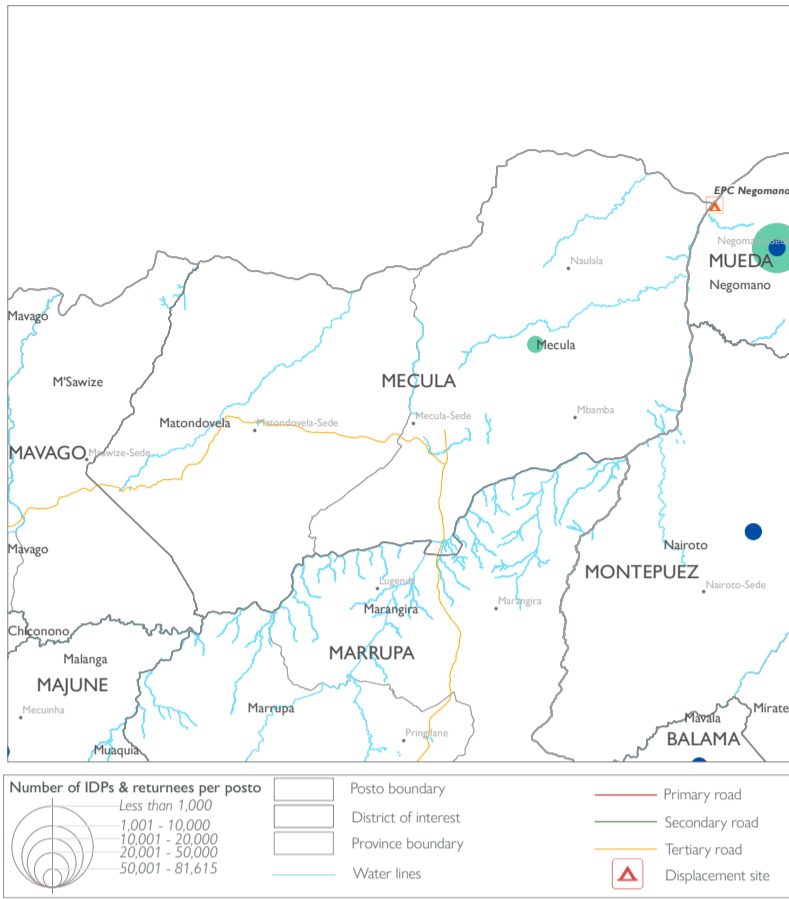 EPC Negomano
Negomano-Sede
MUEDA
Naulala
Negomano
Mavago
Mecula
M'Sawize
MECULA
Mbamba
Matondovela
Matondovela-Sede
Mecula-Sede
MAVAGO
Msawize-Sede
Mavago
Nairoto
MONTEPUEZ
Lugenda
Nairoto-Sede
Marangira
Marangira
Chiconono
MARRUPA
Malanga
MAJUNE
Mecuinha
Marrupa
Mirate
Mavala
BALAMA
Muaquia
Number of IDPs & returnees per posto
Less than 1,000
1,001 - 10,000
10,001 - 20,000
20,001 - 50,000
50,001 - 81,615
Posto boundary
District of interest
Province boundary
Water lines
Primary road
Secondary road
Tertiary road
Displacement site